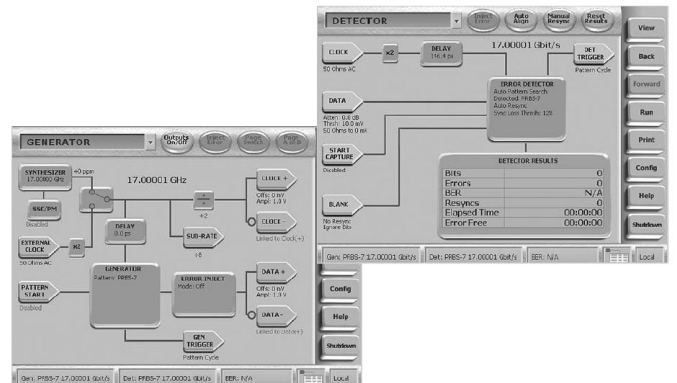 DETECTOR
Inject Error
Auto Align
Manual Resync
Reset Results
View
CLOCK
50 Ohms AC
x2
DELAY
17.00001 Gbit/s
DET TRIGGER
Pattern Cycle
Back
ERROR DETECTOR
Auto Pattern Search
Detected: PRBS-7
Auto Resync
Sync Loss Thresh: 128
Forward
DATA
Atten: 0.0 dB
Thrsh: 10.0 mV
50 Ohms to 0 mV
Run
START CAPTURE
Disabled
Print
DETECTOR RESULTS
Bits 0
Errors 0
BER N/A
Resyncs 0
Elapsed Time 00:00:00
Error Free 00:00:00
Config
BLANK
No Resync
Ignore Bits
Help
Shutdown
Gen: PRBS-7 17.00001 Gbit/s
Det: PRBS-7 17.00001 Gbit/s
BER: N/A
Local
GENERATOR
Outputs On/Off
Inject Error
Page Switch
Page A or B
SYNTHESIZER
17.00000 GHz
+0 ppm
17.00001 GHz
CLOCK +
Offs: 0 mV
Ampl: 1.0 V
÷2
SSC/PM
Disabled
DELAY
0.0 ps
SUB-RATE
÷8
CLOCK -
Linked to Clock(+)
EXTERNAL CLOCK
50 Ohms AC
x2
GENERATOR
Pattern: PRBS-7
ERROR INJECT
Mode: Off
DATA +
Offs: 0 mV
Ampl: 1.0 V
PATTERN START
Disabled
DATA -
Linked to Data(+)
GEN TRIGGER
Pattern Cycle
Config
Help
Shutdown
Gen: PRBS-7 17.00001 Gbit/s
Det: PRBS-7 17.00001 Gbit/s
BER: N/A
Local